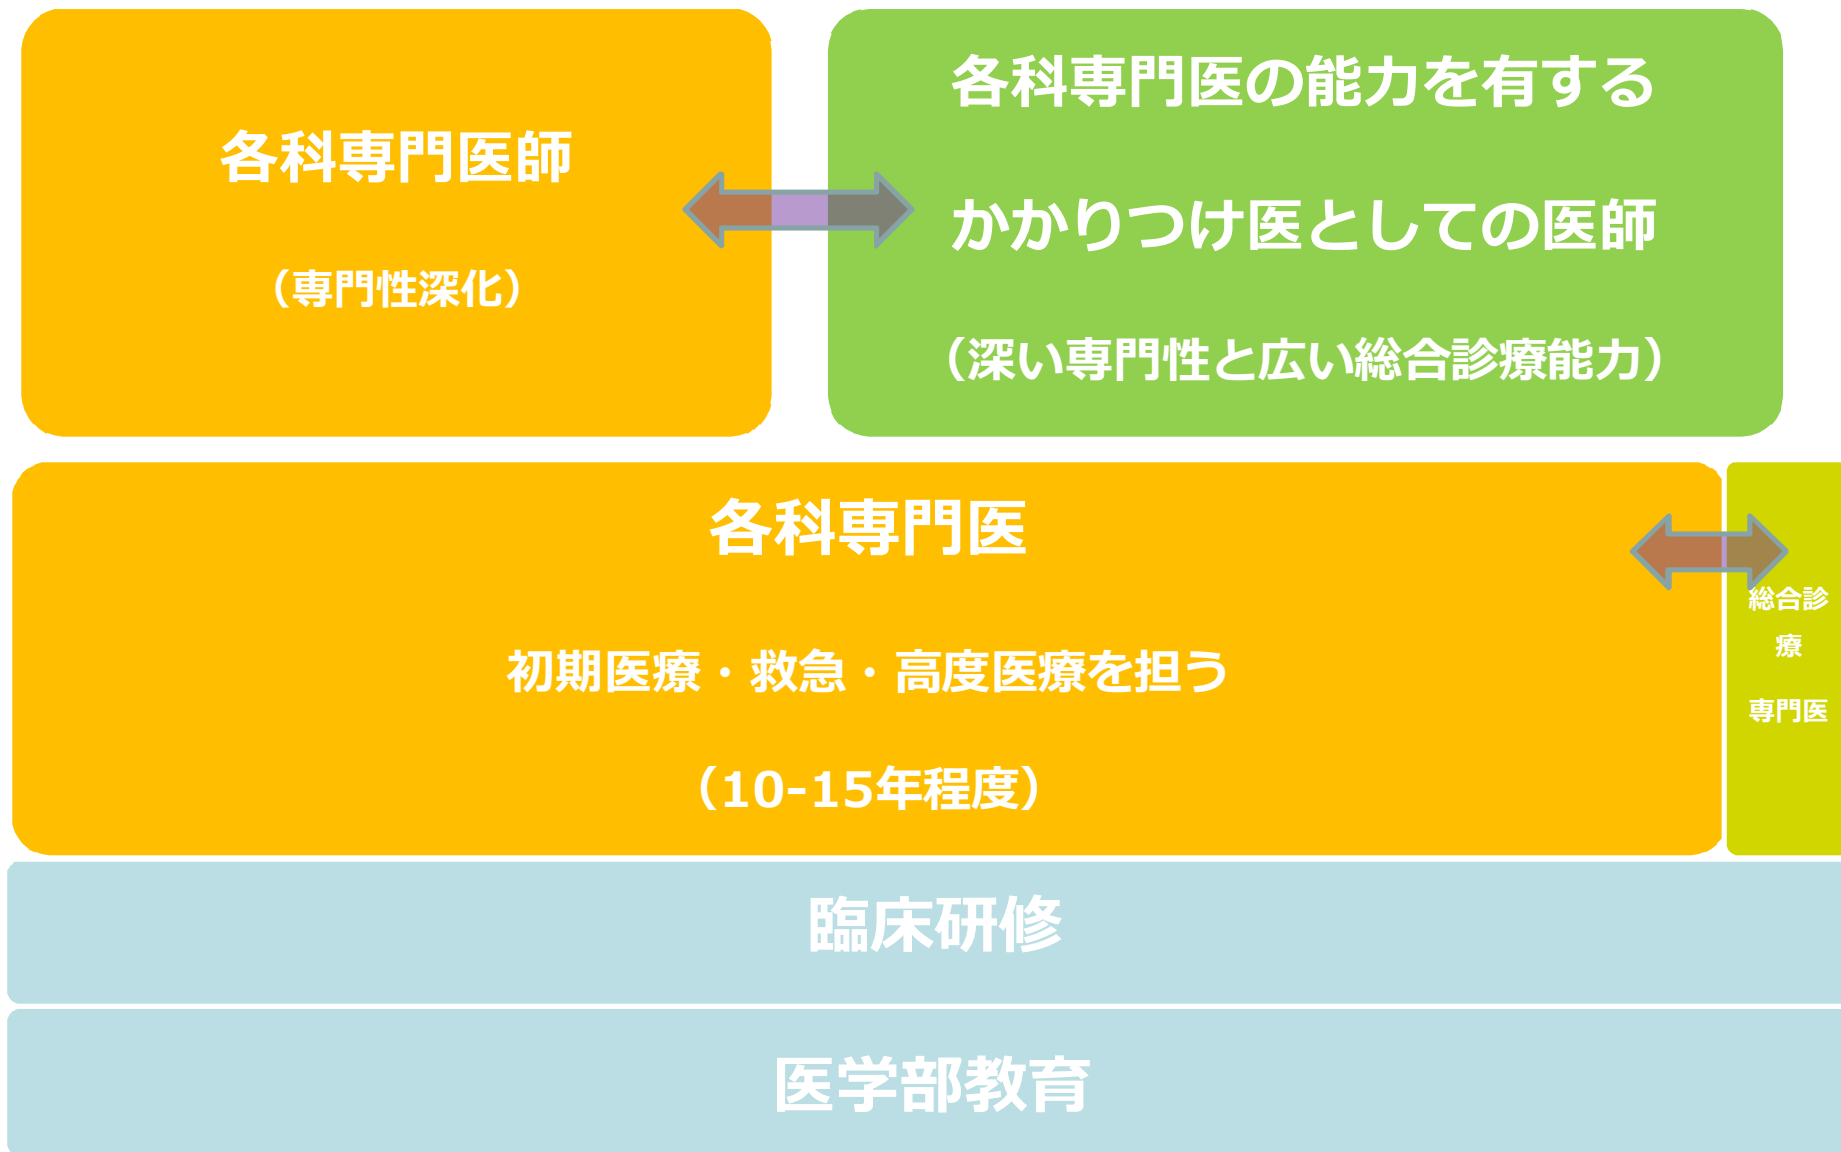 各科専門医師
（専門性深化）
各科専門医の能力を有する
かかりつけ医としての医師
（深い専門性と広い総合診療能力）
各科専門医
初期医療・救急・高度医療を担う
（10-15年程度）
総合診
療
専門医
臨床研修
医学部教育